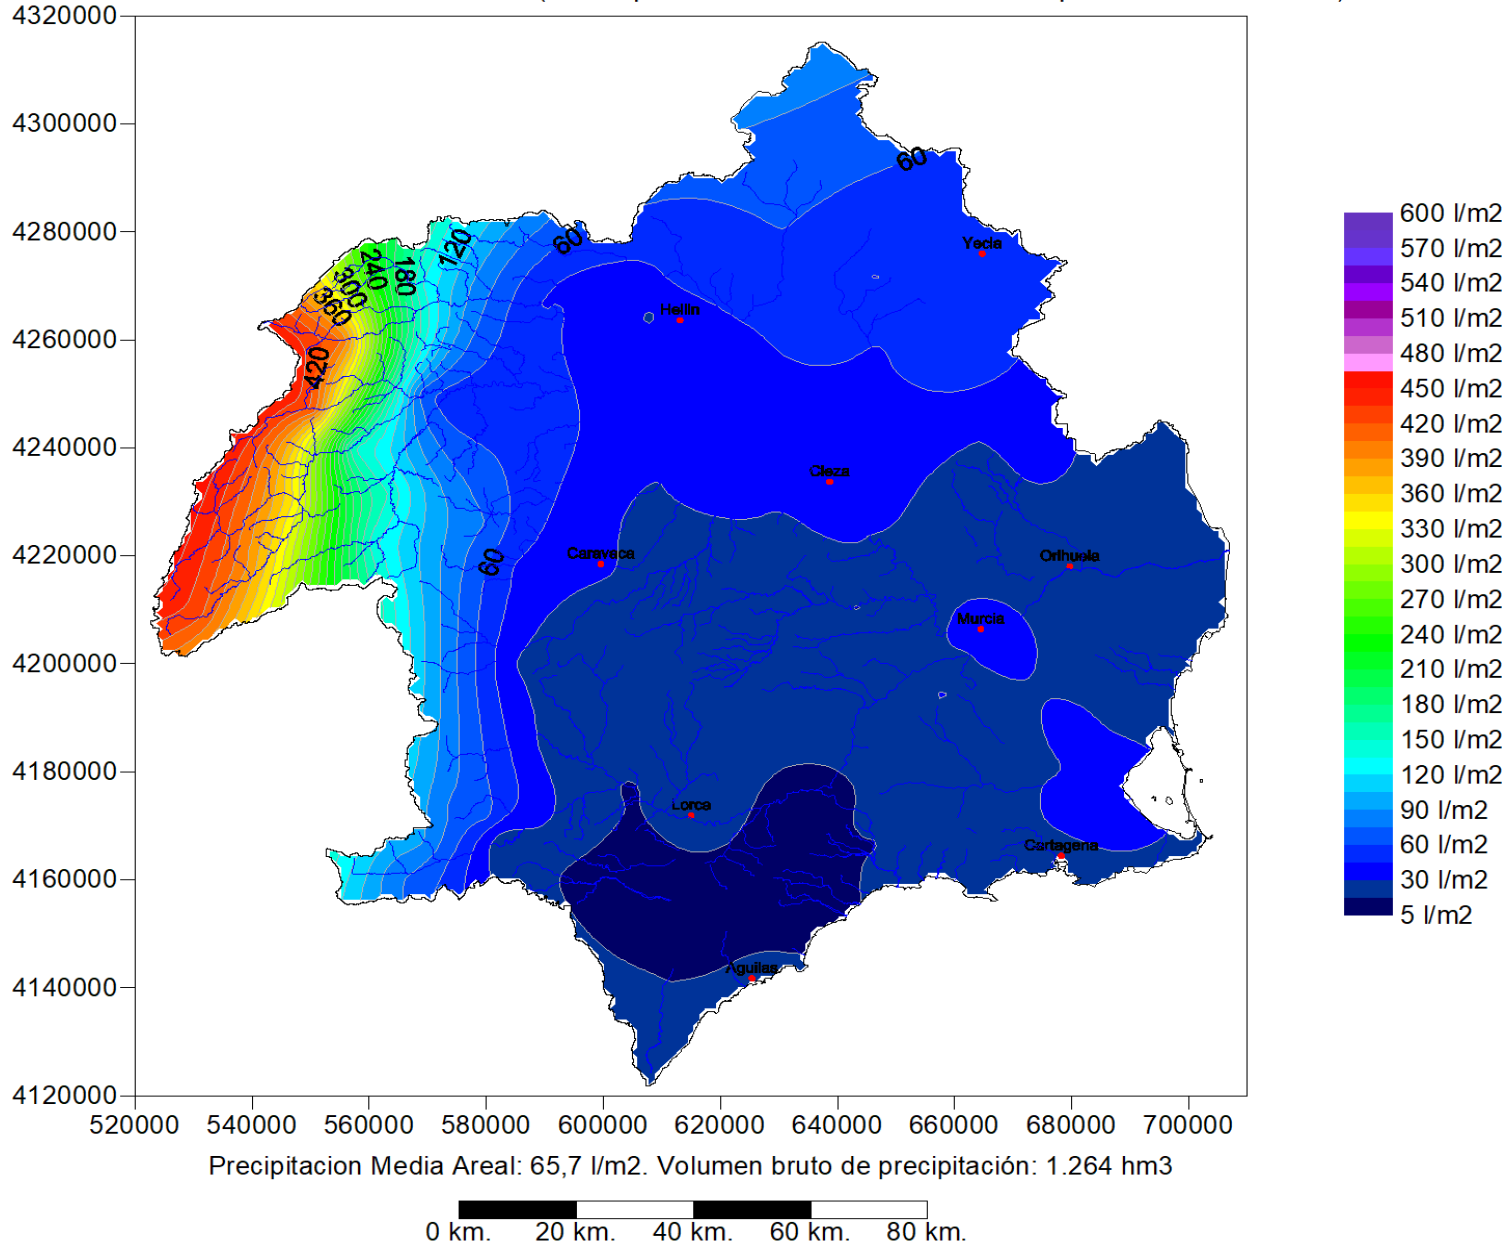 4320000
4300000
4280000
4260000
4240000
4220000
4200000
4180000
4160000
4140000
4120000
520000 540000 560000 580000 600000 620000 640000 660000 680000 700000
60
60
120
180
240
300
360
420
60
Yecla
Hellin
Cieza
Caravaca
Orihuela
Murcia
Lorca
Cartagena
Aguilas
600 l/m2
570 l/m2
540 l/m2
510 l/m2
480 l/m2
450 l/m2
420 l/m2
390 l/m2
360 l/m2
330 l/m2
300 l/m2
270 l/m2
240 l/m2
210 l/m2
180 l/m2
150 l/m2
120 l/m2
90 l/m2
60 l/m2
30 l/m2
5 l/m2
Precipitacion Media Areal: 65,7 l/m2. Volumen bruto de precipitación: 1.264 hm3
0 km. 20 km. 40 km. 60 km. 80 km.